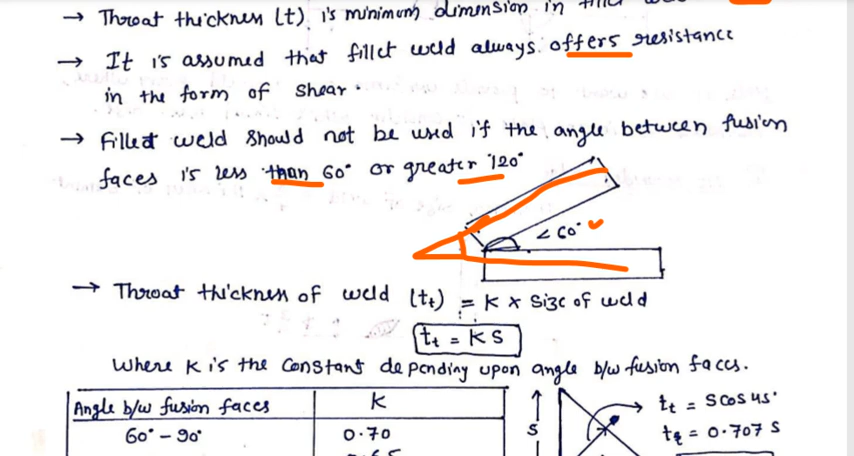 → Throat thickness (t) is minimum dimension in
→ It is assumed that fillet weld always offers resistance
in the form of shear.
→ Filled weld should not be used if the angle between fusion
faces is less than 60° or greater 120°
∠ 60°
→ Throat thickness of weld (tt) = K × Size of weld
tt = KS
Where K is the Constant depending upon angle b/w fusion faces.
Angle b/w fusion faces K
60° - 90° 0.70
S
tt = S cos 45°
tt = 0.707 S